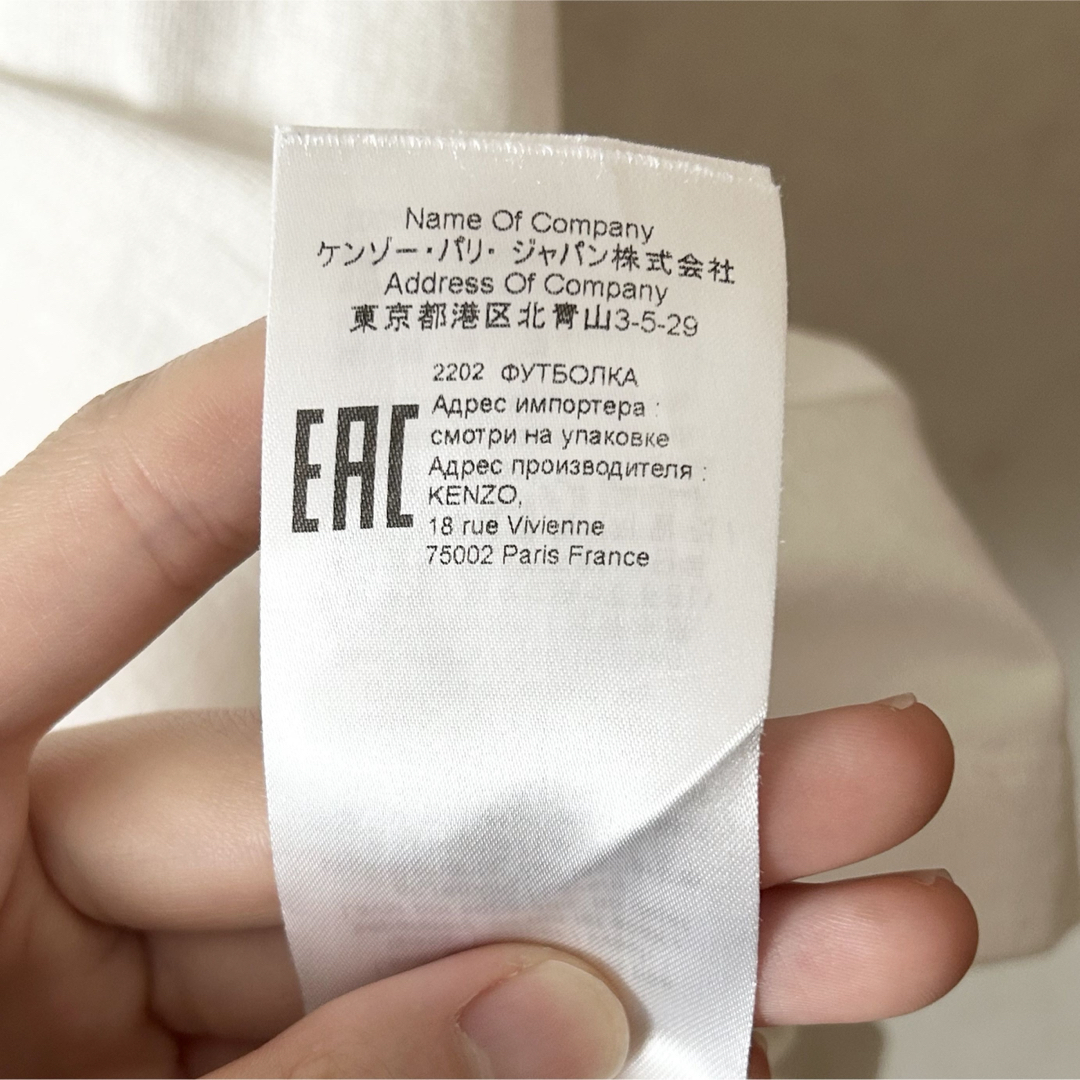 Name Of Company
ケンゾー・パリ・ジャパン株式会社
Address Of Company
東京都港区北青山3-5-29
2202 ФУТБОЛКА
Адрес импортера :
смотри на упаковке
Адрес производителя :
EAC
KENZO,
18 rue Vivienne
75002 Paris France